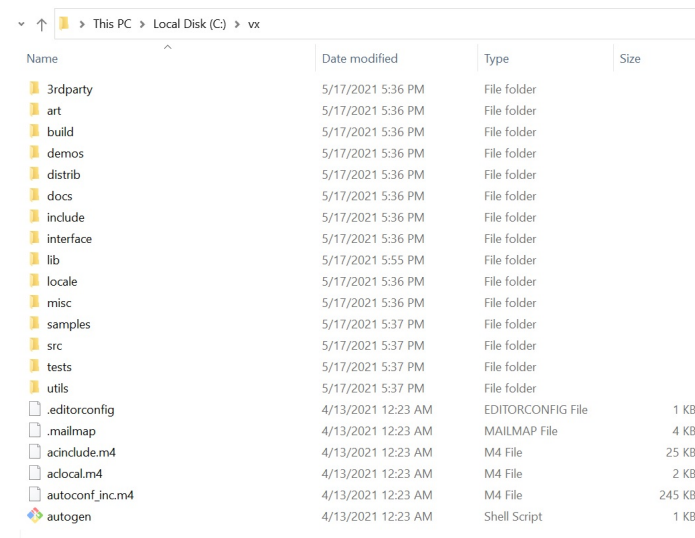 This PC > Local Disk (C:) > vx
Name Date modified Type Size
3rdparty 5/17/2021 5:36 PM File folder
art 5/17/2021 5:36 PM File folder
build 5/17/2021 5:36 PM File folder
demos 5/17/2021 5:36 PM File folder
distrib 5/17/2021 5:36 PM File folder
docs 5/17/2021 5:36 PM File folder
include 5/17/2021 5:36 PM File folder
interface 5/17/2021 5:36 PM File folder
lib 5/17/2021 5:55 PM File folder
locale 5/17/2021 5:36 PM File folder
misc 5/17/2021 5:36 PM File folder
samples 5/17/2021 5:37 PM File folder
src 5/17/2021 5:37 PM File folder
tests 5/17/2021 5:37 PM File folder
utils 5/17/2021 5:37 PM File folder
.editorconfig 4/13/2021 12:23 AM EDITORCONFIG File 1 KB
.mailmap 4/13/2021 12:23 AM MAILMAP File 4 KB
acinclude.m4 4/13/2021 12:23 AM M4 File 25 KB
aclocal.m4 4/13/2021 12:23 AM M4 File 2 KB
autoconf_inc.m4 4/13/2021 12:23 AM M4 File 245 KB
autogen 4/13/2021 12:23 AM Shell Script 1 KB